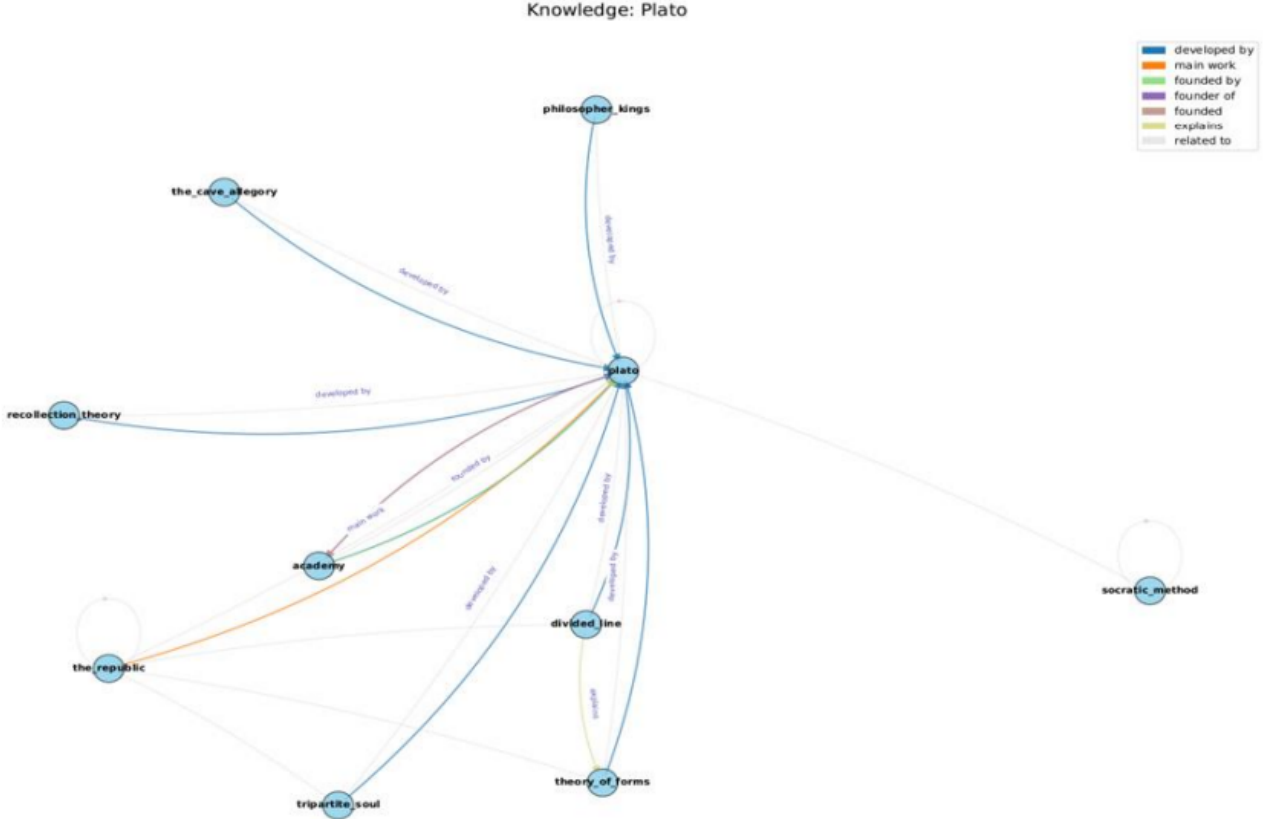 Knowledge: Plato
developed by
main work
founded by
founder of
founded
explains
related to
philosopher_kings
the_cave_allegory
developed by
developed by
plato
developed by
recollection_theory
founded by
developed by
main work
academy
developed by
developed by
socratic_method
divided_line
the_republic
explains
theory_of_forms
tripartite_soul